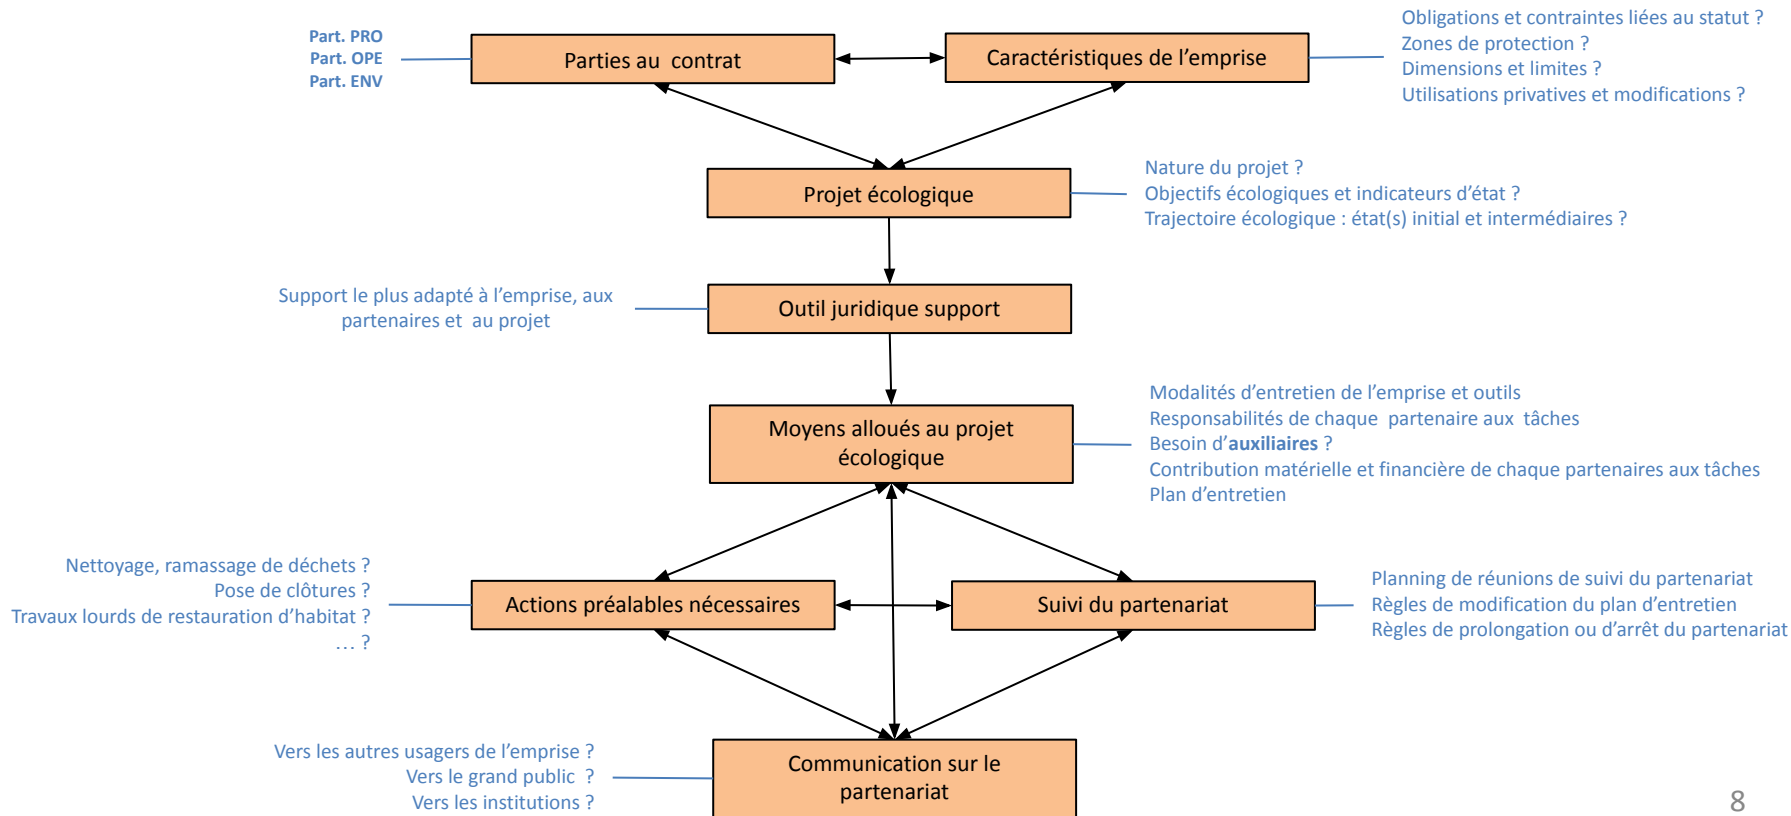 Part. PRO
Part. OPE
Part. ENV
Parties au contrat
Caractéristiques de l'emprise
Obligations et contraintes liées au statut ?
Zones de protection ?
Dimensions et limites ?
Utilisations privatives et modifications ?
Projet écologique
Nature du projet ?
Objectifs écologiques et indicateurs d'état ?
Trajectoire écologique : état(s) initial et intermédiaires ?
Support le plus adapté à l'emprise, aux
partenaires et au projet
Outil juridique support
Moyens alloués au projet
écologique
Modalités d'entretien de l'emprise et outils
Responsabilités de chaque partenaire aux tâches
Besoin d'auxiliaires ?
Contribution matérielle et financière de chaque partenaires aux tâches
Plan d'entretien
Nettoyage, ramassage de déchets ?
Pose de clôtures ?
Travaux lourds de restauration d'habitat ?
… ?
Actions préalables nécessaires
Suivi du partenariat
Planning de réunions de suivi du partenariat
Règles de modification du plan d'entretien
Règles de prolongation ou d'arrêt du partenariat
Vers les autres usagers de l'emprise ?
Vers le grand public ?
Vers les institutions ?
Communication sur le
partenariat
8